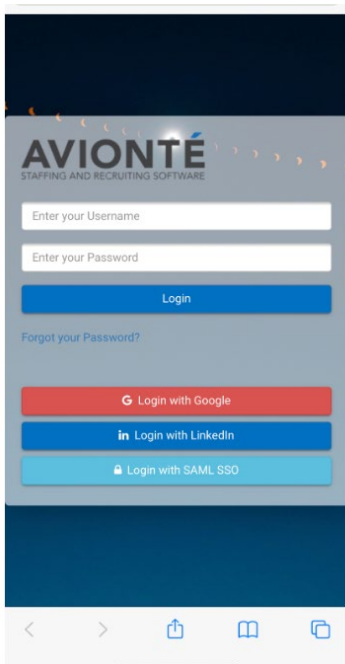 AVIONTÉ
STAFFING AND RECRUITING SOFTWARE
Enter your Username
Enter your Password
Login
Forgot your Password?
G Login with Google
in Login with LinkedIn
Login with SAML SSO